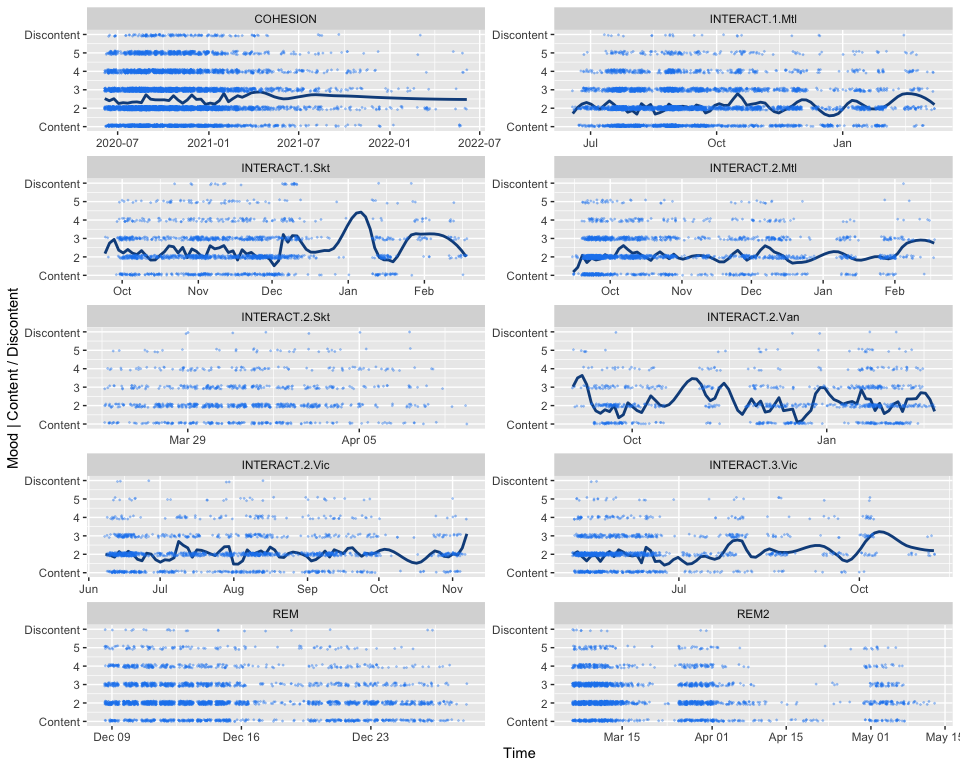 COHESION
INTERACT.1.Mtl
Discontent
5
4
3
2
Content
2020-07 2021-01 2021-07 2022-01 2022-07
Discontent
5
4
3
2
Content
Jul Oct Jan
INTERACT.1.Skt
INTERACT.2.Mtl
Discontent
5
4
3
2
Content
Oct Nov Dec Jan Feb
Discontent
5
4
3
2
Content
Oct Nov Dec Jan Feb
INTERACT.2.Skt
INTERACT.2.Van
Discontent
5
4
3
2
Content
Mar 29 Apr 05
Discontent
5
4
3
2
Content
Oct Jan
INTERACT.2.Vic
INTERACT.3.Vic
Discontent
5
4
3
2
Content
Jun Jul Aug Sep Oct Nov
Discontent
5
4
3
2
Content
Jul Oct
REM
REM2
Discontent
5
4
3
2
Content
Dec 09 Dec 16 Dec 23
Discontent
5
4
3
2
Content
Mar 15 Apr 01 Apr 15 May 01 May 15
Mood | Content / Discontent
Time